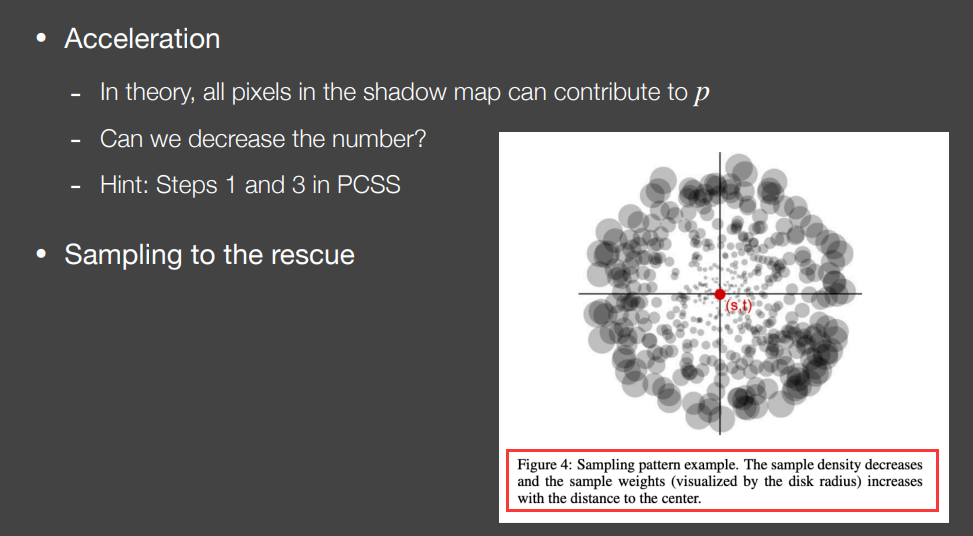 • Acceleration
- In theory, all pixels in the shadow map can contribute to p
- Can we decrease the number?
- Hint: Steps 1 and 3 in PCSS
• Sampling to the rescue
(s,t)
Figure 4: Sampling pattern example. The sample density decreases
and the sample weights (visualized by the disk radius) increases
with the distance to the center.